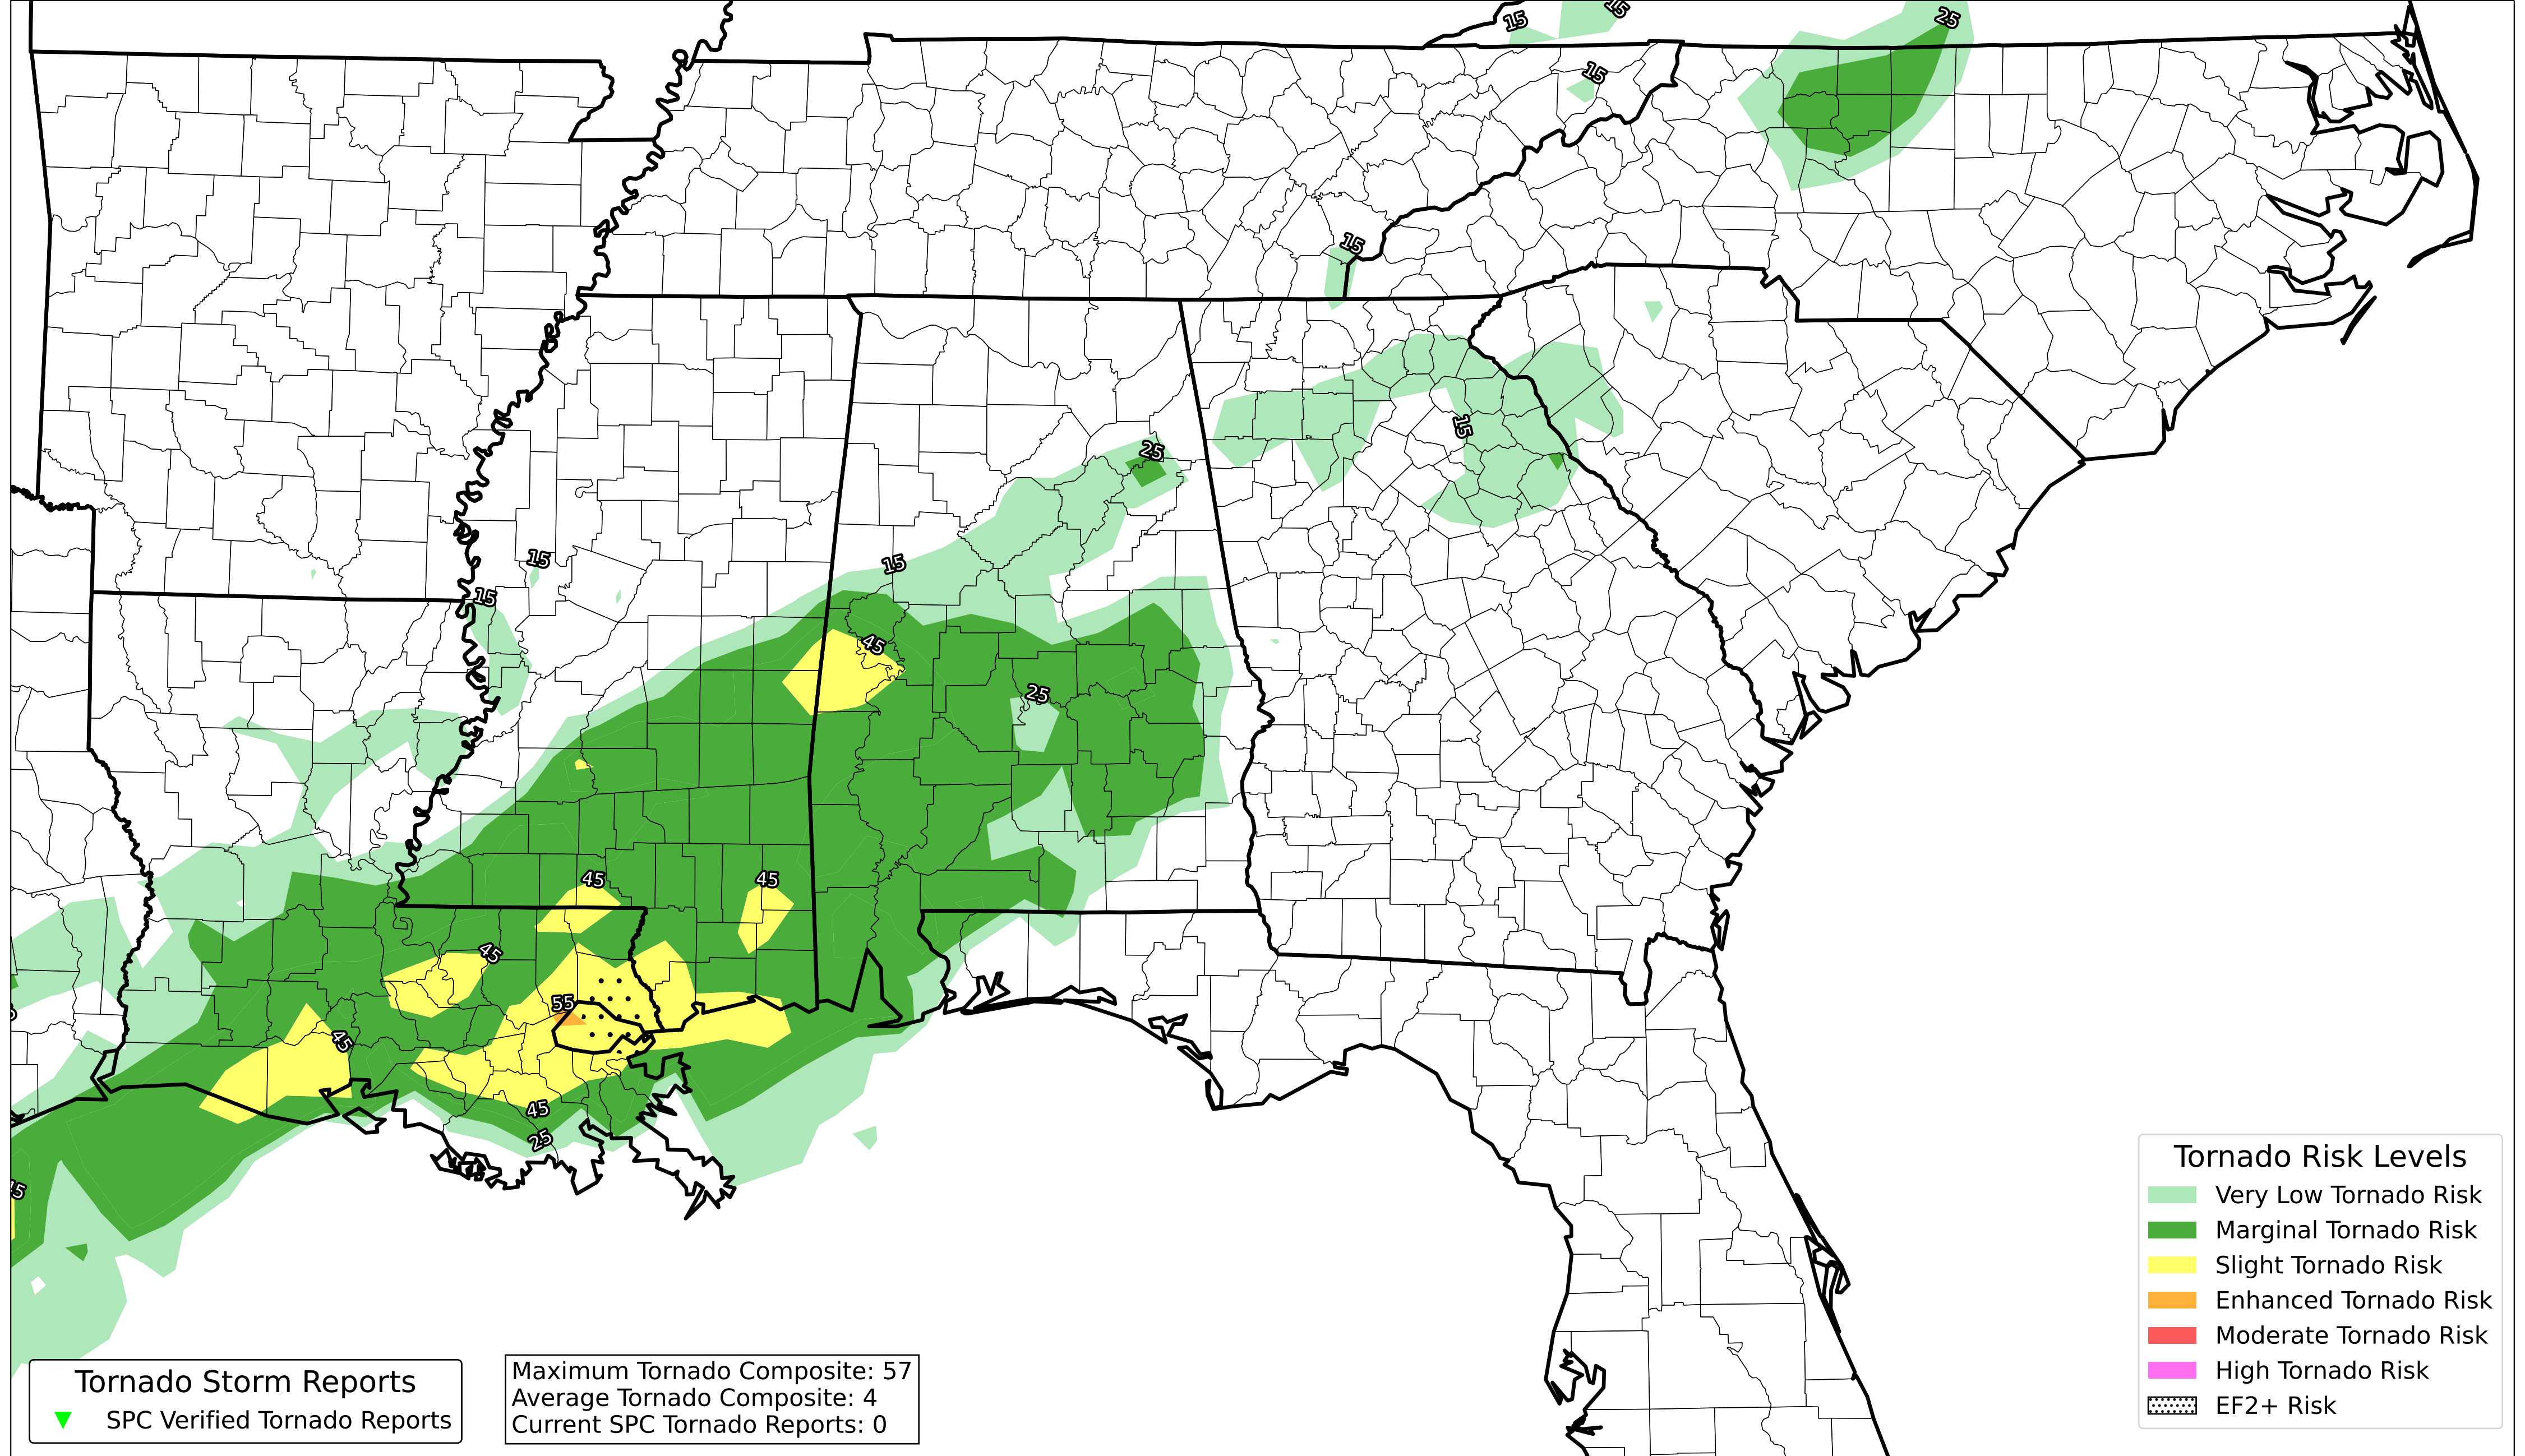 15
15
25
15
15
25
15
15
15
45
15
25
45
45
45
55
45
45
25
Tornado Risk Levels
Very Low Tornado Risk
Marginal Tornado Risk
Slight Tornado Risk
Enhanced Tornado Risk
Moderate Tornado Risk
High Tornado Risk
EF2+ Risk
Tornado Storm Reports
SPC Verified Tornado Reports
Maximum Tornado Composite: 57
Average Tornado Composite: 4
Current SPC Tornado Reports: 0